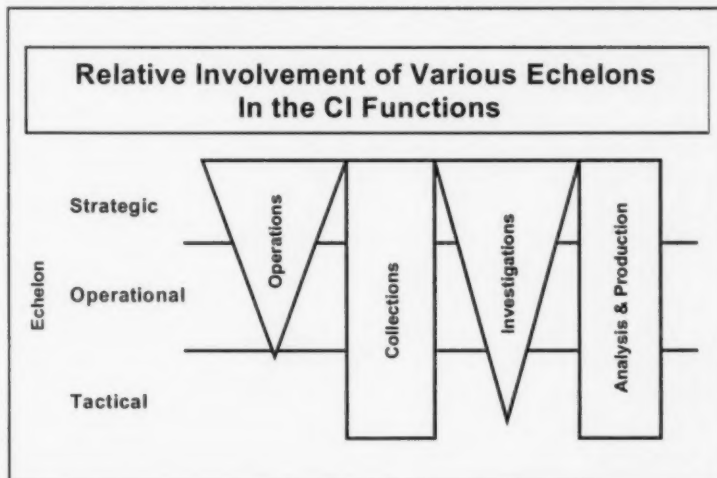 Relative Involvement of Various Echelons
In the CI Functions
Echelon
Strategic
Operational
Tactical
Operations
Collections
Investigations
Analysis & Production